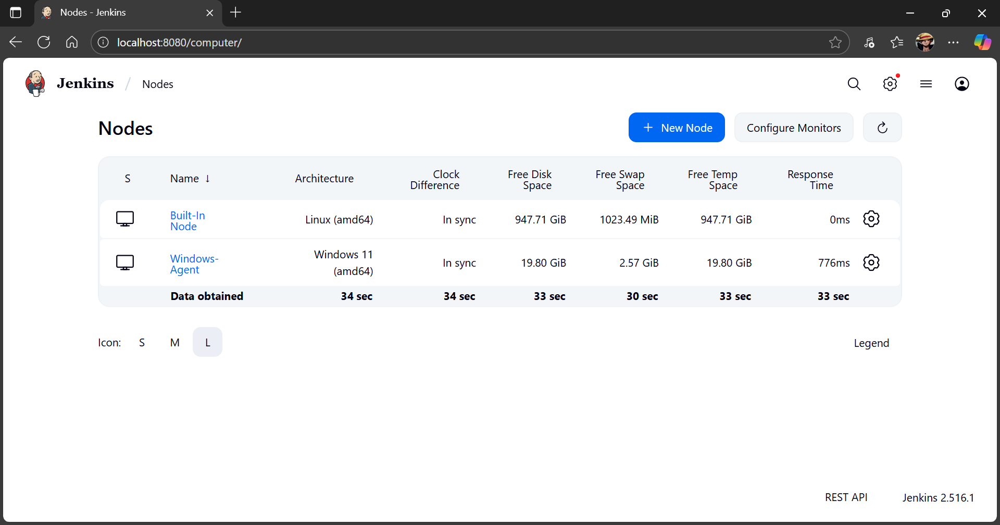 Nodes - Jenkins
localhost:8080/computer/
Jenkins / Nodes
Nodes
+ New Node
Configure Monitors
S Name ↓ Architecture Clock Difference Free Disk Space Free Swap Space Free Temp Space Response Time
Built-In Node Linux (amd64) In sync 947.71 GiB 1023.49 MiB 947.71 GiB 0ms
Windows-Agent Windows 11 (amd64) In sync 19.80 GiB 2.57 GiB 19.80 GiB 776ms
Data obtained 34 sec 34 sec 33 sec 30 sec 33 sec 33 sec
Icon: S M L
Legend
REST API
Jenkins 2.516.1